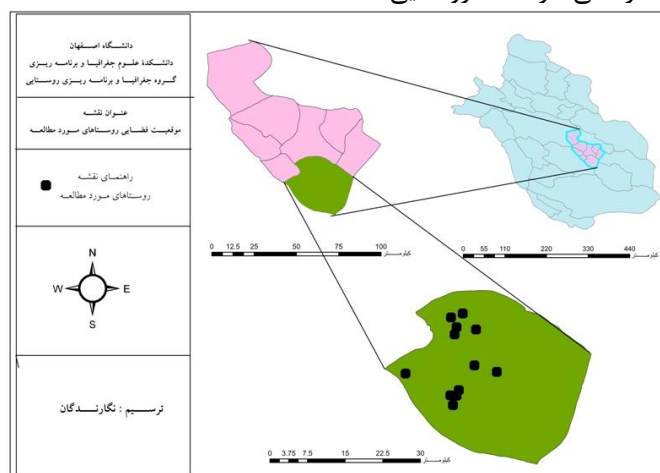 دانشگاه اصفهان
دانشکدۀ علوم جغرافیا و برنامه ریزی
گروه جغرافیا و برنامه ریزی روستایی
عنوان نقشه
موقعیت فضایی روستاهای مورد مطالعه
راهنمای نقشه
روستاهای مورد مطالعه
N
W E
S
ترسیم : نگارندگان
0 12.5 25 50 75 100 کیلومتر
0 55 110 220 330 440 کیلومتر
0 3.75 7.5 15 22.5 30 کیلومتر